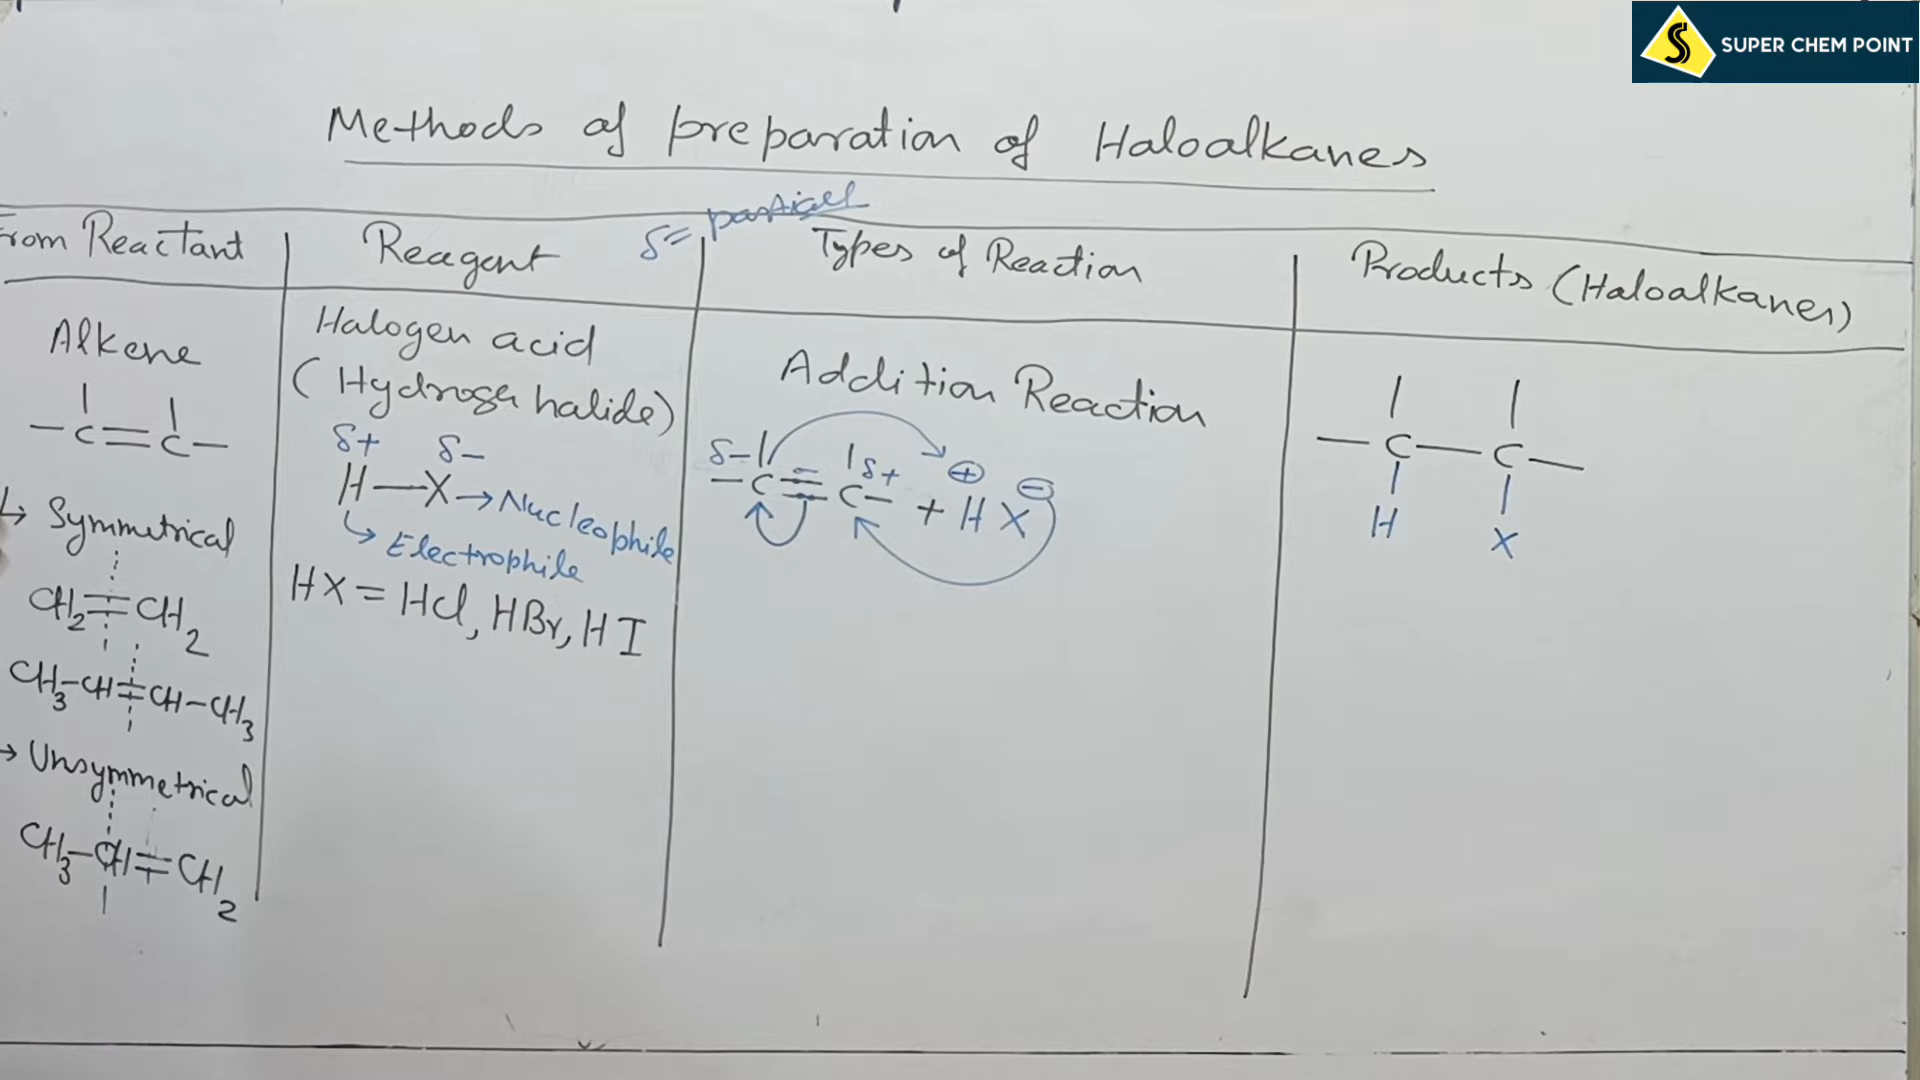 SUPER CHEM POINT
Methods of preparation of Haloalkanes
δ= partial
From Reactant
Reagent
Types of Reaction
Products (Haloalkanes)
Alkene
–C=C–
↳ Symmetrical
CH2=CH2
CH3–CH=CH–CH3
→ Unsymmetrical
CH3–CH=CH2
Halogen acid
(Hydrogen halide)
δ+ δ–
H–X→Nucleophile
↳ Electrophile
HX = HCl, HBr, HI
Addition Reaction
δ– δ+ ⊕ ⊖
–C=C– + H X
–C–C–
H X